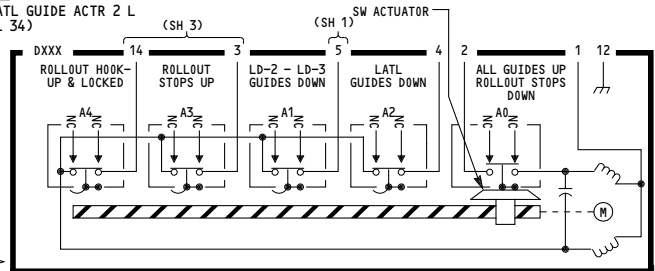 ATL GUIDE ACTR 2 L
34)
(SH 3)
(SH 1)
SW ACTUATOR
DXXX
14
3
5
4
2
1
12
ROLLOUT HOOK-
UP & LOCKED
ROLLOUT
STOPS UP
LD-2 - LD-3
GUIDES DOWN
LATL
GUIDES DOWN
ALL GUIDES UP
ROLLOUT STOPS
DOWN
A4
A3
A1
A2
A0
NC NC
NC NC
NC NC
NC NC
NC NC
M